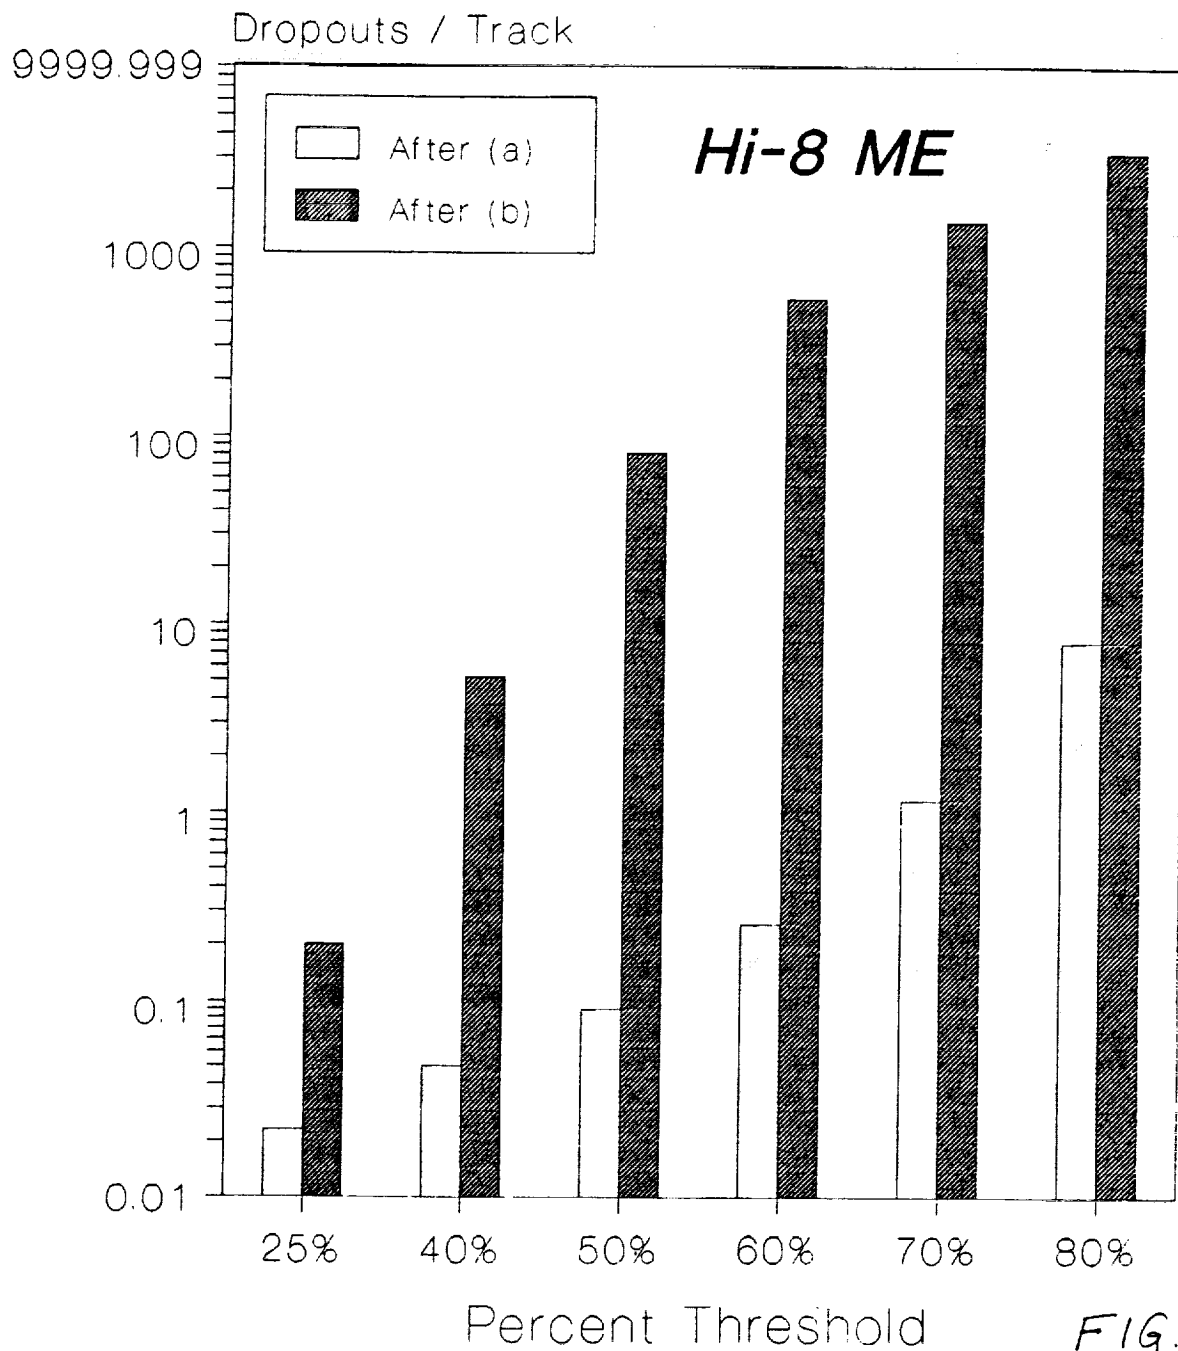 Dropouts / Track
9999.999
After (a)
After (b)
Hi-8 ME
1000
100
10
1
0.1
0.01
25% 40% 50% 60% 70% 80%
Percent Threshold
FIG.